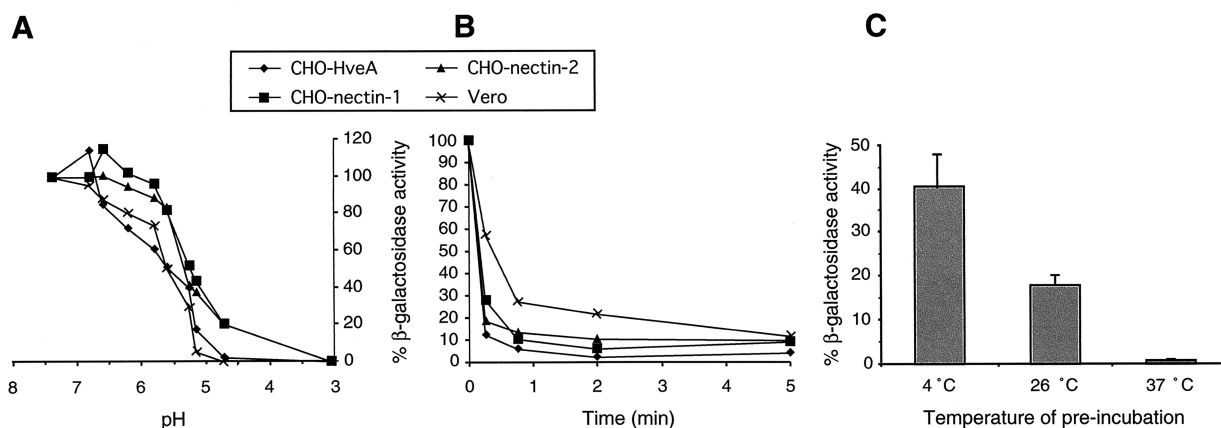 A
B
C
CHO-HveA
CHO-nectin-2
CHO-nectin-1
Vero
120
100
80
60
40
20
0
8
7
6
5
4
3
pH
% β-galactosidase activity
100
90
80
70
60
50
40
30
20
10
0
0
1
2
3
4
5
Time (min)
% β-galactosidase activity
50
40
30
20
10
0
4 °C
26 °C
37 °C
Temperature of pre-incubation